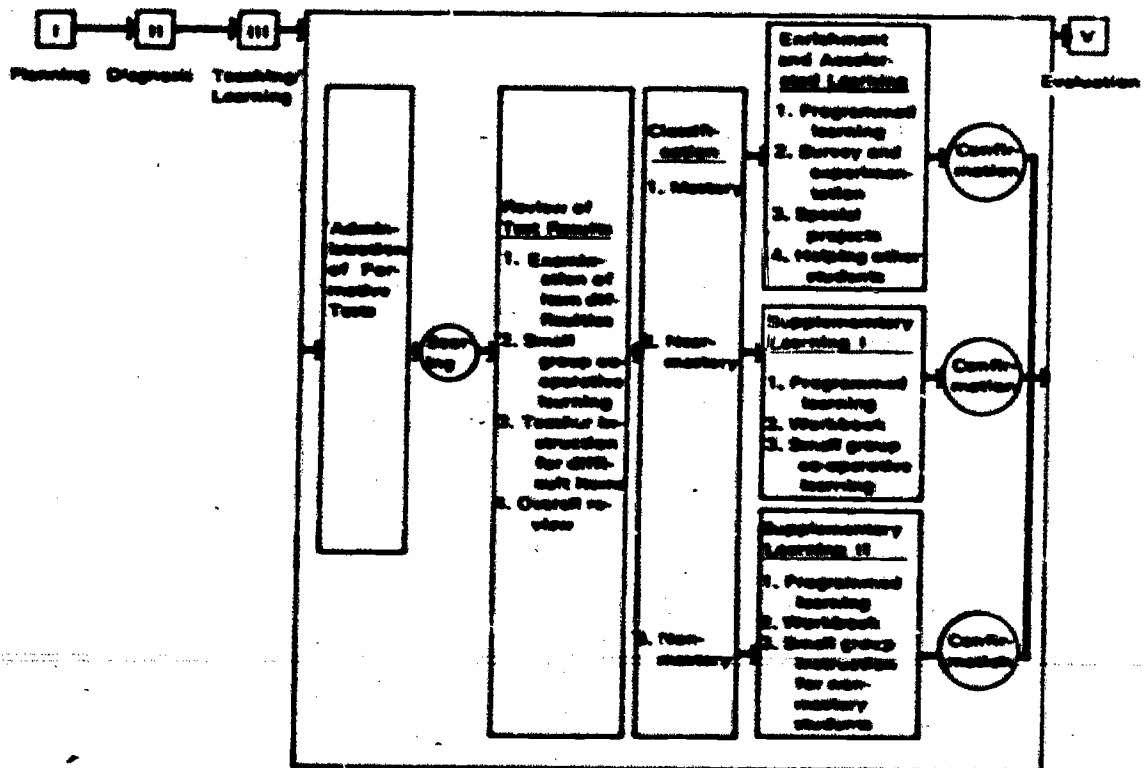 I
II
III
V
Planning
Diagnosis
Teaching/
Learning
Evaluation
Adminis-
tration
of For-
mative
Tests
Scor-
ing
Review of
Test Results
1. Examin-
ation of
item dif-
ficulties
2. Small
group co-
operative
learning
3. Teacher in-
struction
for diffi-
cult items
4. Overall re-
view
Classifi-
cation
1. Mastery
2. Near-
mastery
3. Non-
mastery
Enrichment
and Acceler-
ated Learning
1. Programmed
learning
2. Survey and
experimen-
tation
3. Special
projects
4. Helping other
students
Confir-
mation
Supplementary
Learning I
1. Programmed
learning
2. Workbook
3. Small group
co-operative
learning
Confir-
mation
Supplementary
Learning II
1. Programmed
learning
2. Workbook
3. Small group
instruction
for non-
mastery
students
Confir-
mation